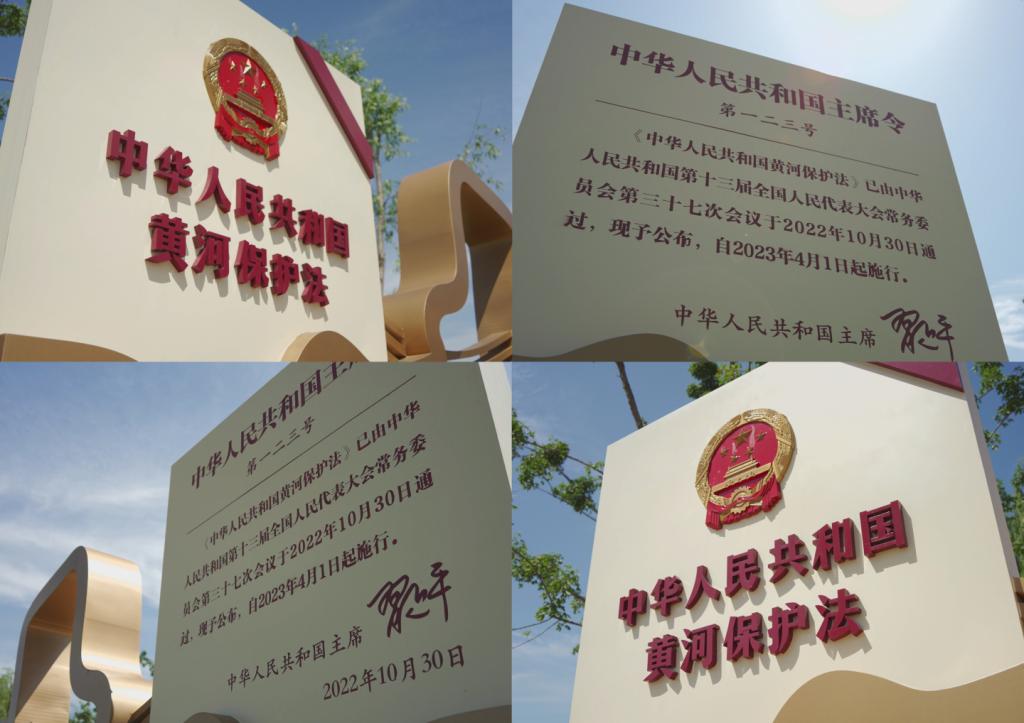 中华人民共和国
黄河保护法
中华人民共和国主席令
第一二三号
《中华人民共和国黄河保护法》已由中华
人民共和国第十三届全国人民代表大会常务委
员会第三十七次会议于2022年10月30日通
过，现予公布，自2023年4月1日起施行。
中华人民共和国主席
中华人民共和国主
第一二三号
《中华人民共和国黄河保护法》已由中华
人民共和国第十三届全国人民代表大会常务委
员会第三十七次会议于2022年10月30日通
过，现予公布，自2023年4月1日起施行。
中华人民共和国主席
2022年10月30日
中华人民共和国
黄河保护法